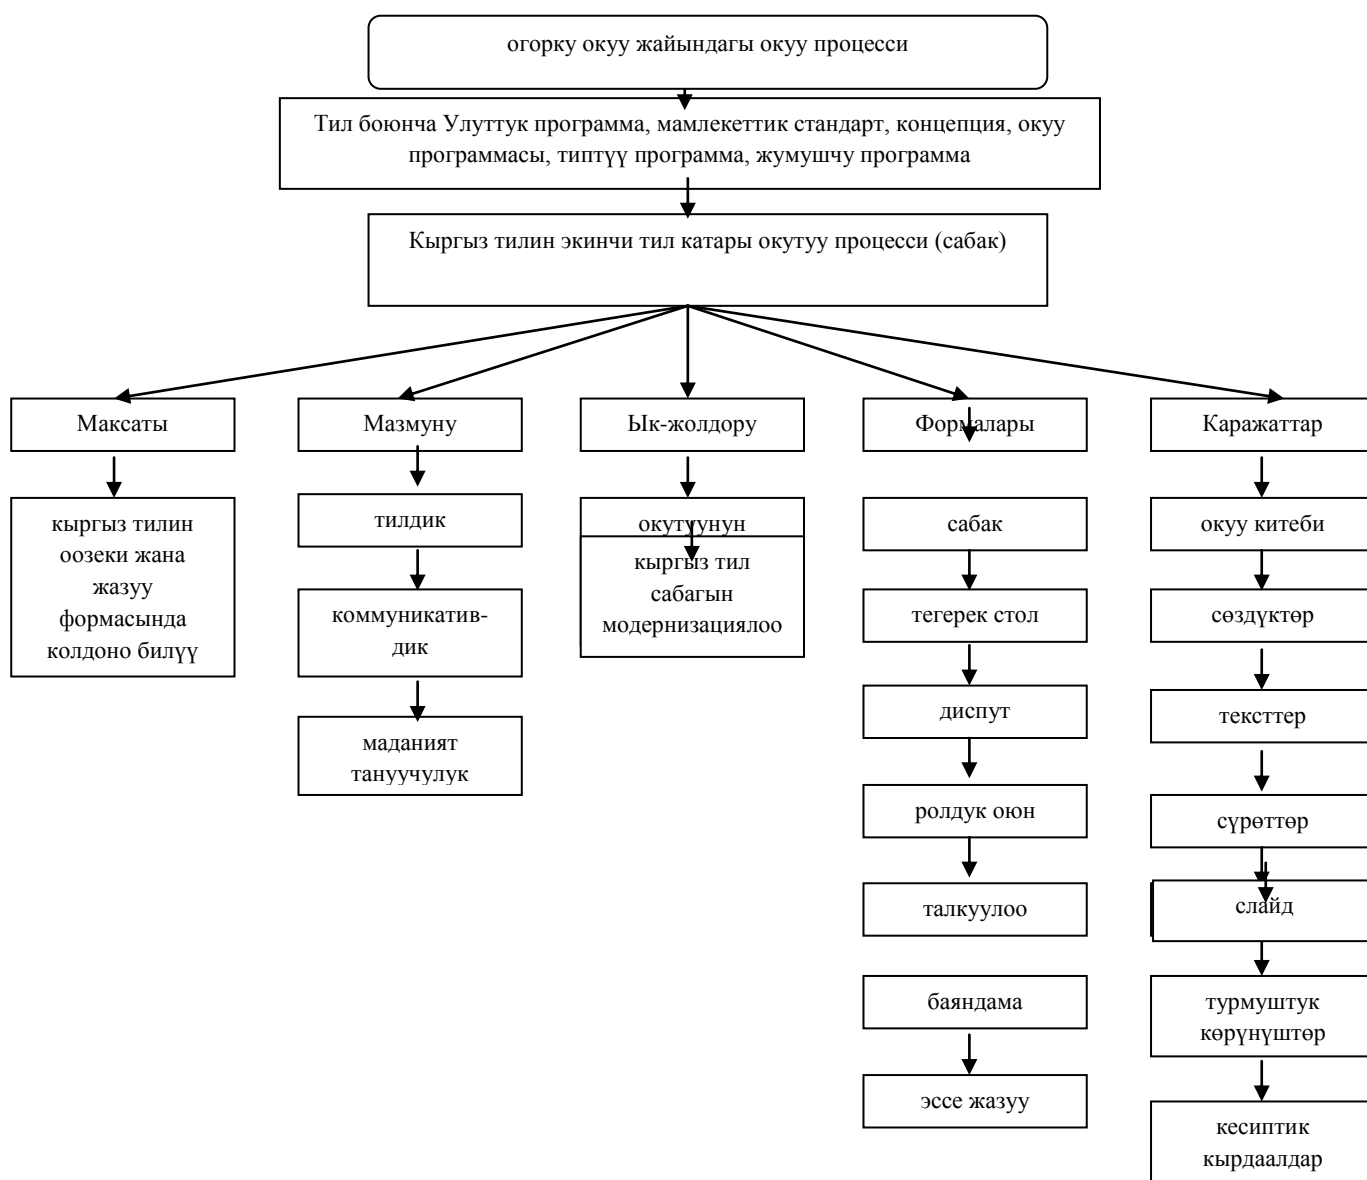 огорку окуу жайындагы окуу процесси
Тил боюнча Улуттук программа, мамлекеттик стандарт, концепция, окуу
программасы, типтүү программа, жумушчу программа
Кыргыз тилин экинчи тил катары окутуу процесси (сабак)
Максаты
кыргыз тилин
оозеки жана
жазуу
формасында
колдоно билүү
Мазмуну
тилдик
коммуникатив-
дик
маданият
тануучулук
Ык-жолдору
окутуунун
кыргыз тил
сабагын
модернизациялоо
Формалары
сабак
тегерек стол
диспут
ролдук оюн
талкуулоо
баяндама
эссе жазуу
Каражаттар
окуу китеби
сөздүктөр
тексттер
сүрөттөр
слайд
турмуштук
көрүнүштөр
кесиптик
кырдаалдар